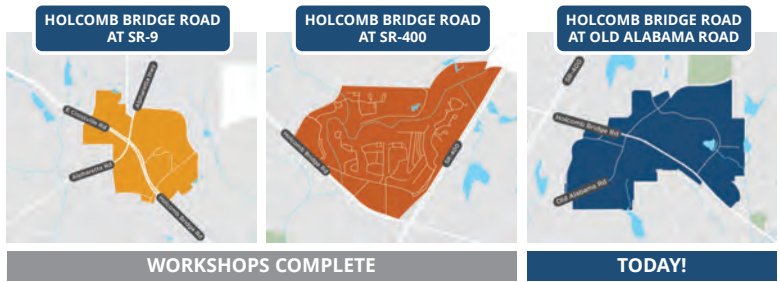 HOLCOMB BRIDGE ROAD
AT SR-9
HOLCOMB BRIDGE ROAD
AT SR-400
HOLCOMB BRIDGE ROAD
AT OLD ALABAMA ROAD
Alpharetta Hwy
E Crossville Rd
Alpharetta Rd
Holcomb Bridge Rd
Holcomb Bridge Rd
SR-400
SR-400
Holcomb Bridge Rd
Old Alabama Rd
WORKSHOPS COMPLETE
TODAY!